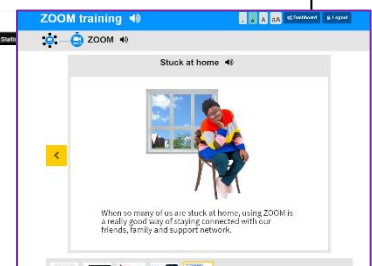 ZOOM training
A A aA Dashboard Logout
Stati
ZOOM
Stuck at home
When so many of us are stuck at home, using ZOOM is
a really good way of staying connected with our
friends, family and support network.